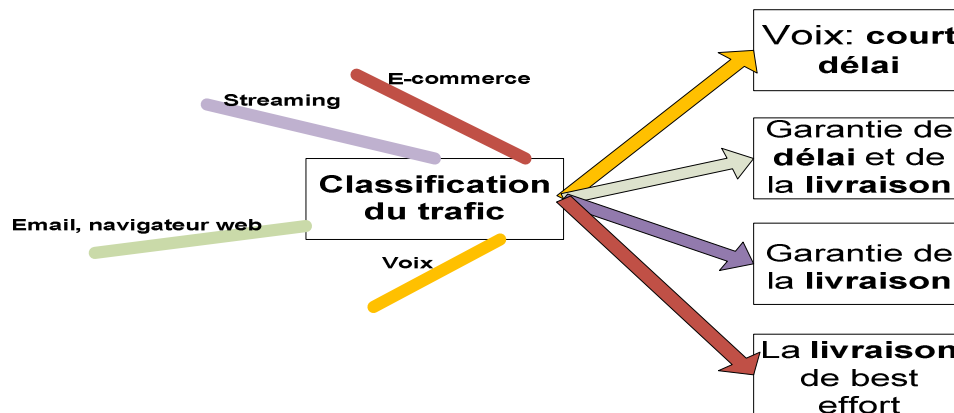 E-commerce
Streaming
Classification
du trafic
Email, navigateur web
Voix
Voix: court
délai
Garantie de
délai et de
la livraison
Garantie de
la livraison
La livraison
de best
effort